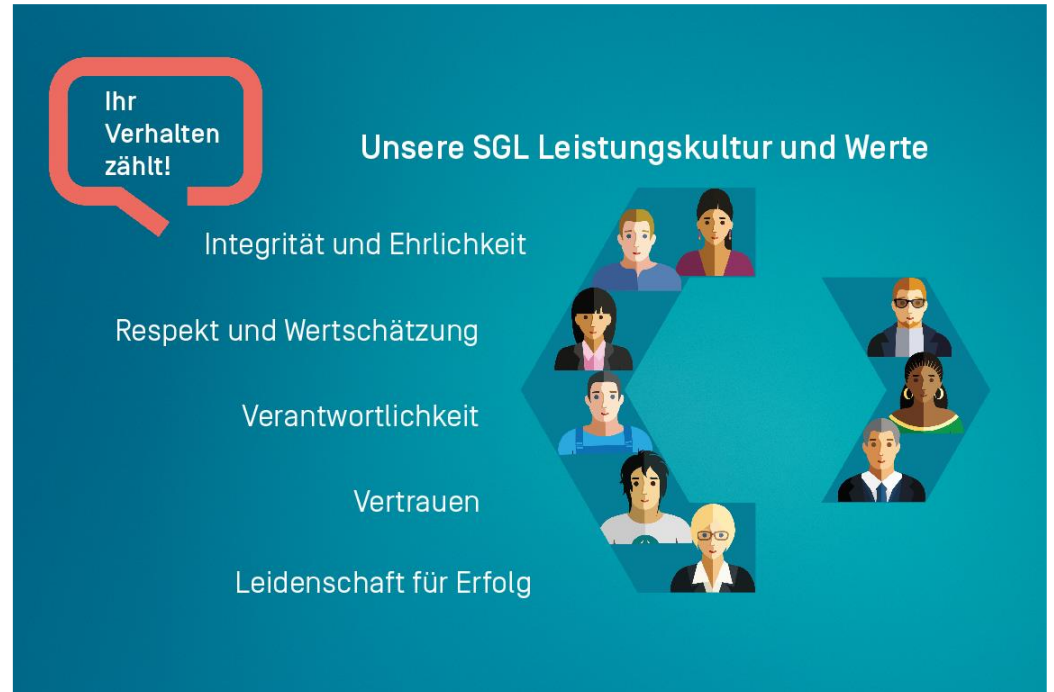 Ihr
Verhalten
zählt!
Unsere SGL Leistungskultur und Werte
Integrität und Ehrlichkeit
Respekt und Wertschätzung
Verantwortlichkeit
Vertrauen
Leidenschaft für Erfolg